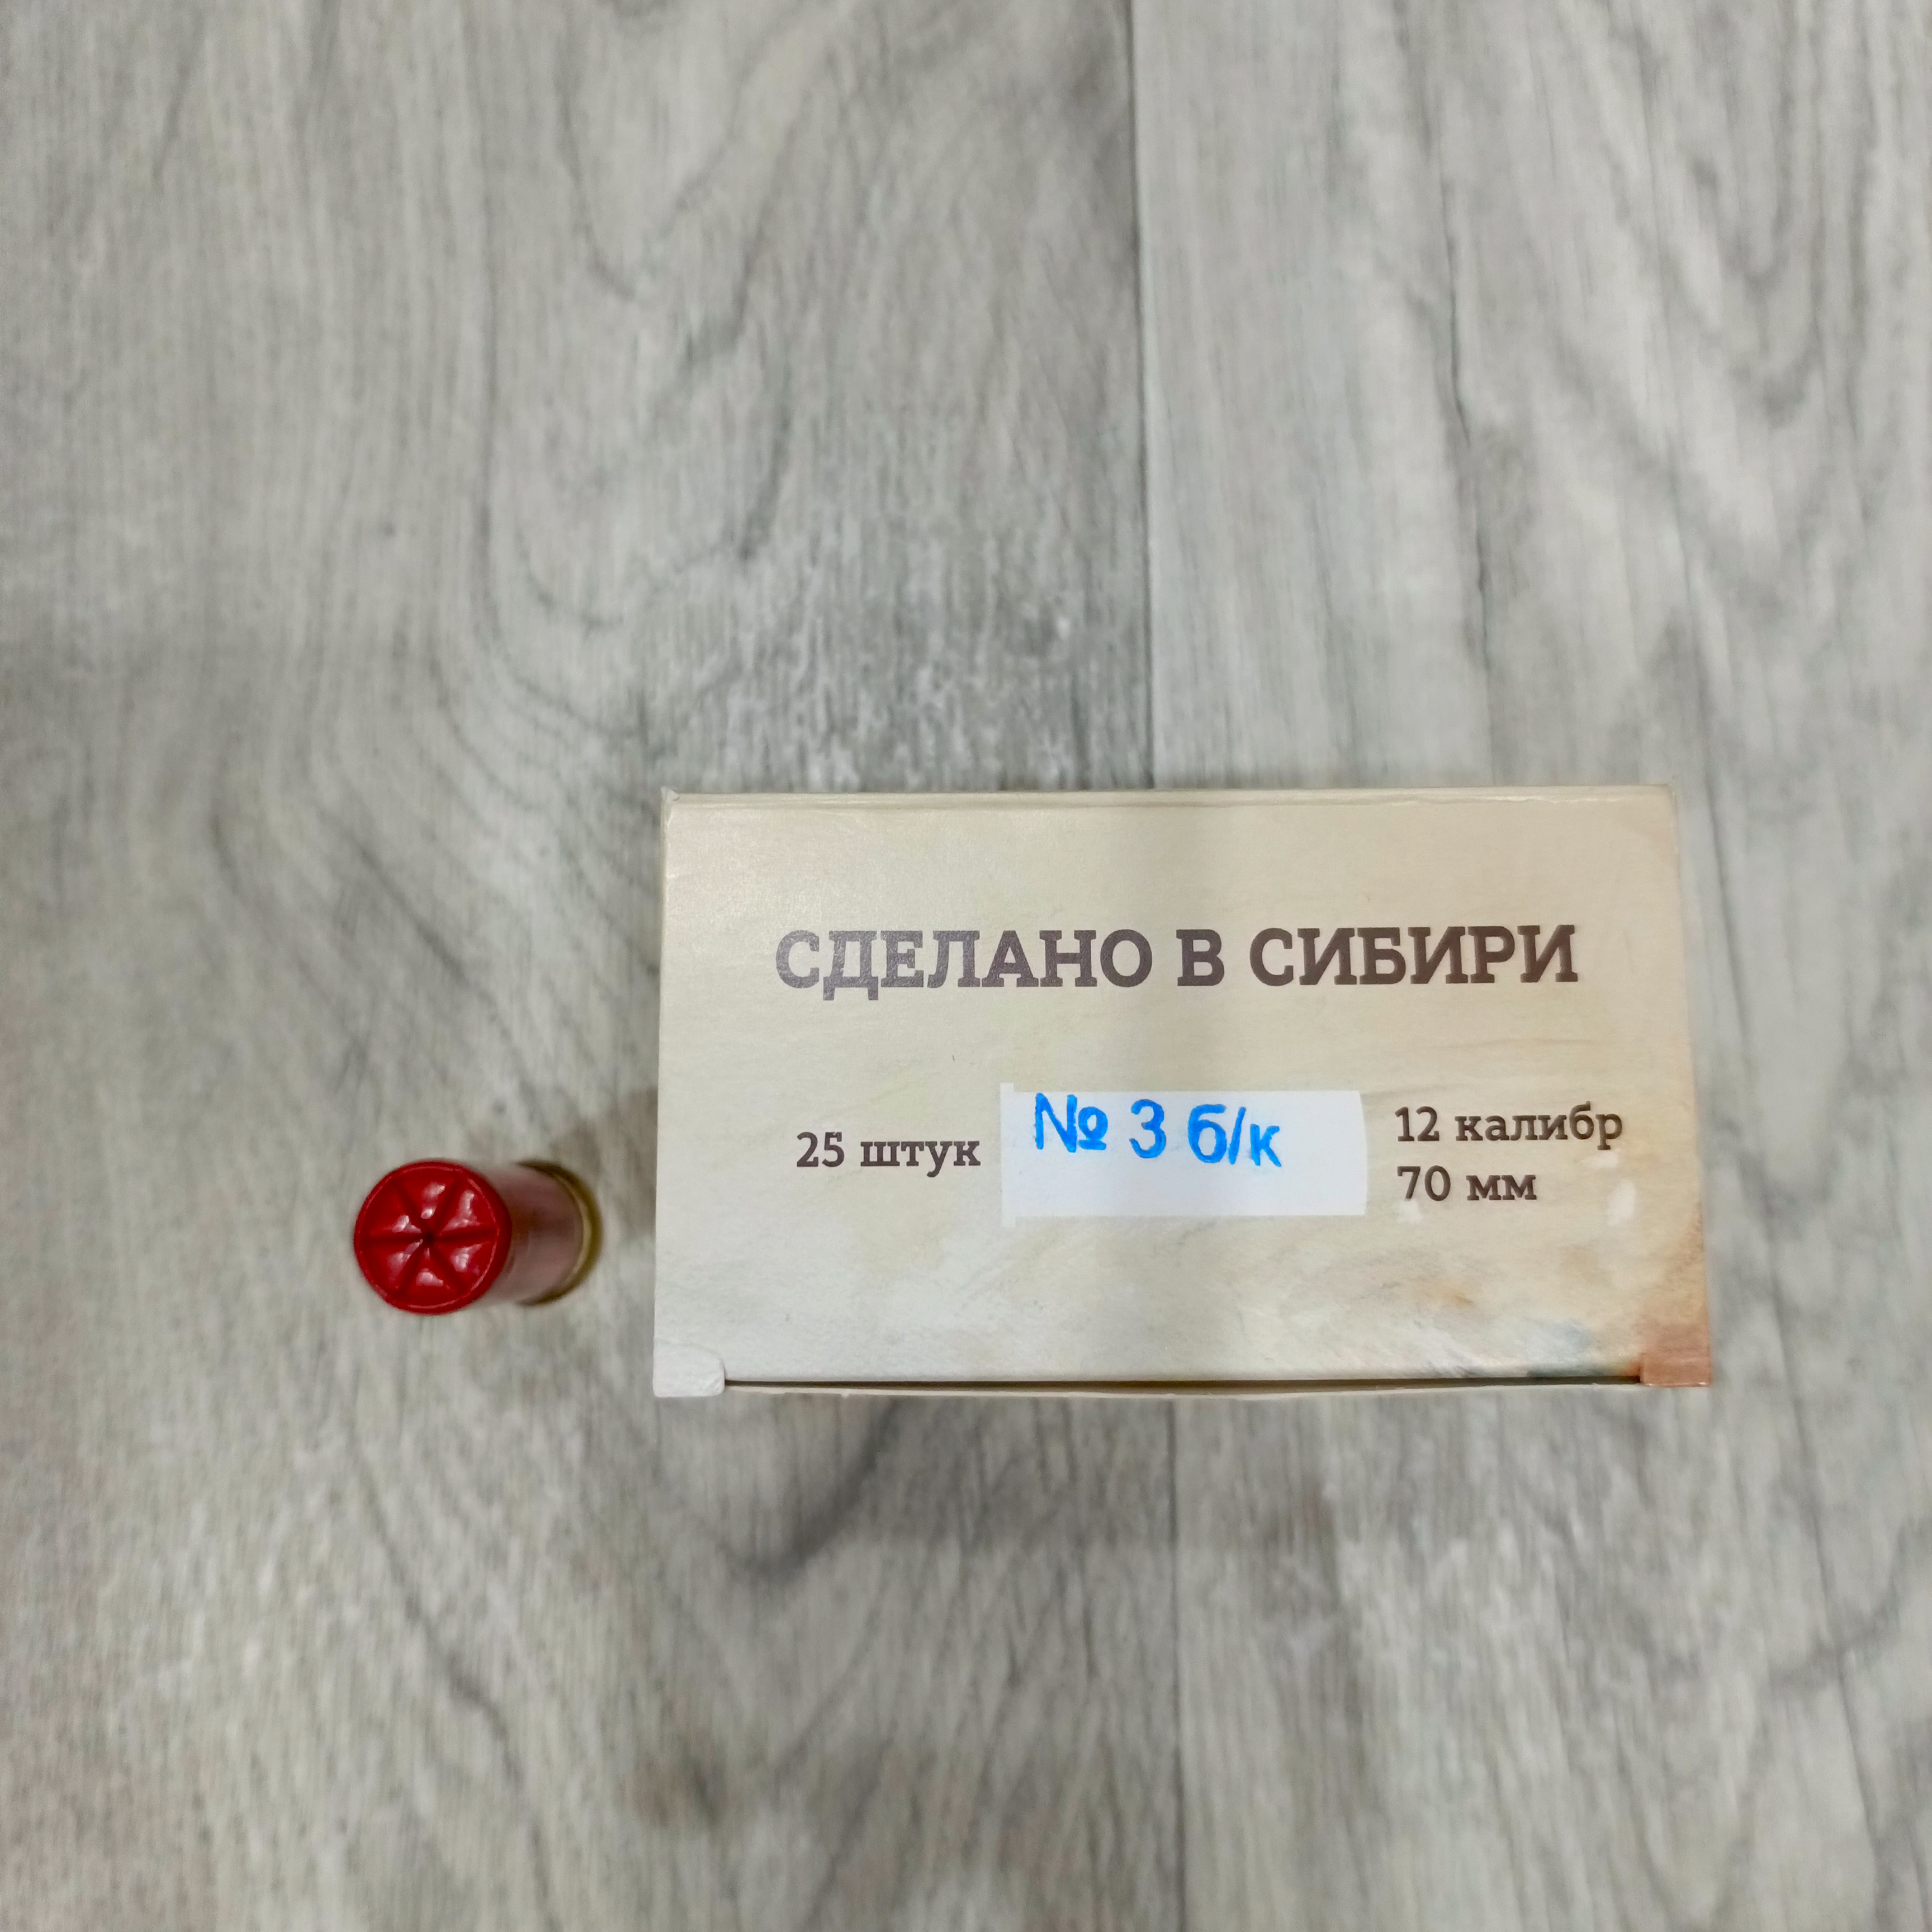 СДЕЛАНО В СИБИРИ
25 штук
№ 3 б/к
12 калибр
70 мм